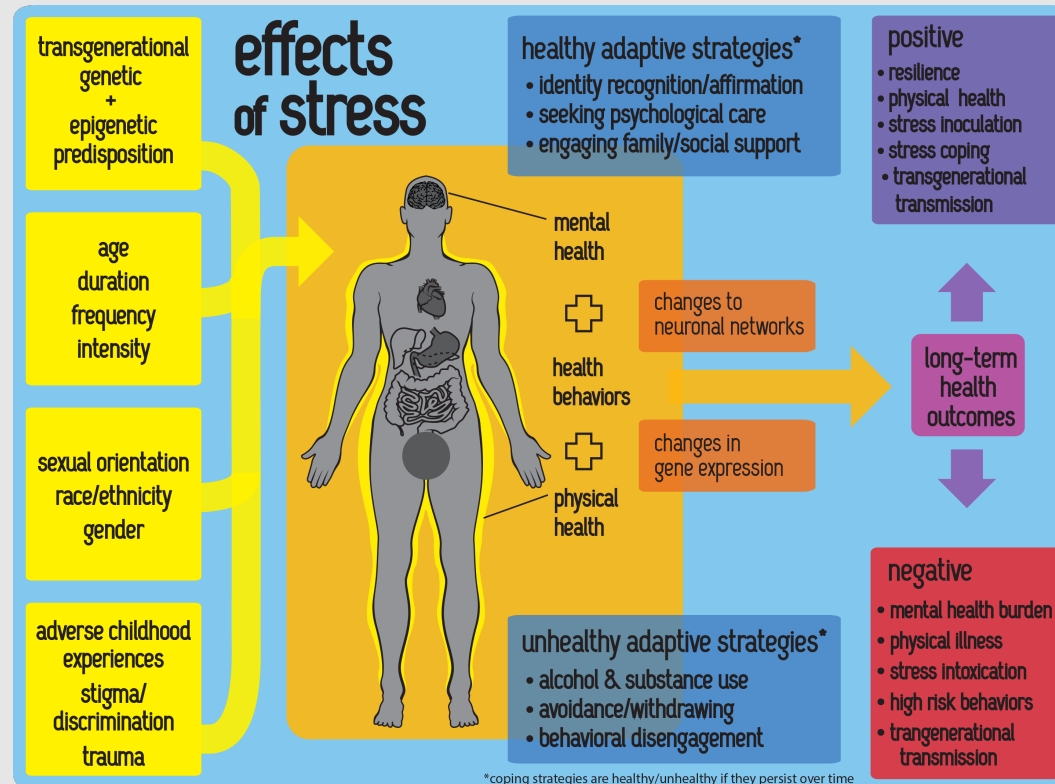 effects
of stress
transgenerational
genetic
+
epigenetic
predisposition
age
duration
frequency
intensity
sexual orientation
race/ethnicity
gender
adverse childhood
experiences
stigma/
discrimination
trauma
healthy adaptive strategies*
• identity recognition/affirmation
• seeking psychological care
• engaging family/social support
mental
health
health
behaviors
physical
health
changes to
neuronal networks
changes in
gene expression
unhealthy adaptive strategies*
• alcohol & substance use
• avoidance/withdrawing
• behavioral disengagement
*coping strategies are healthy/unhealthy if they persist over time
positive
• resilience
• physical health
• stress inoculation
• stress coping
• transgenerational
transmission
long-term
health
outcomes
negative
• mental health burden
• physical illness
• stress intoxication
• high risk behaviors
• trangenerational
transmission